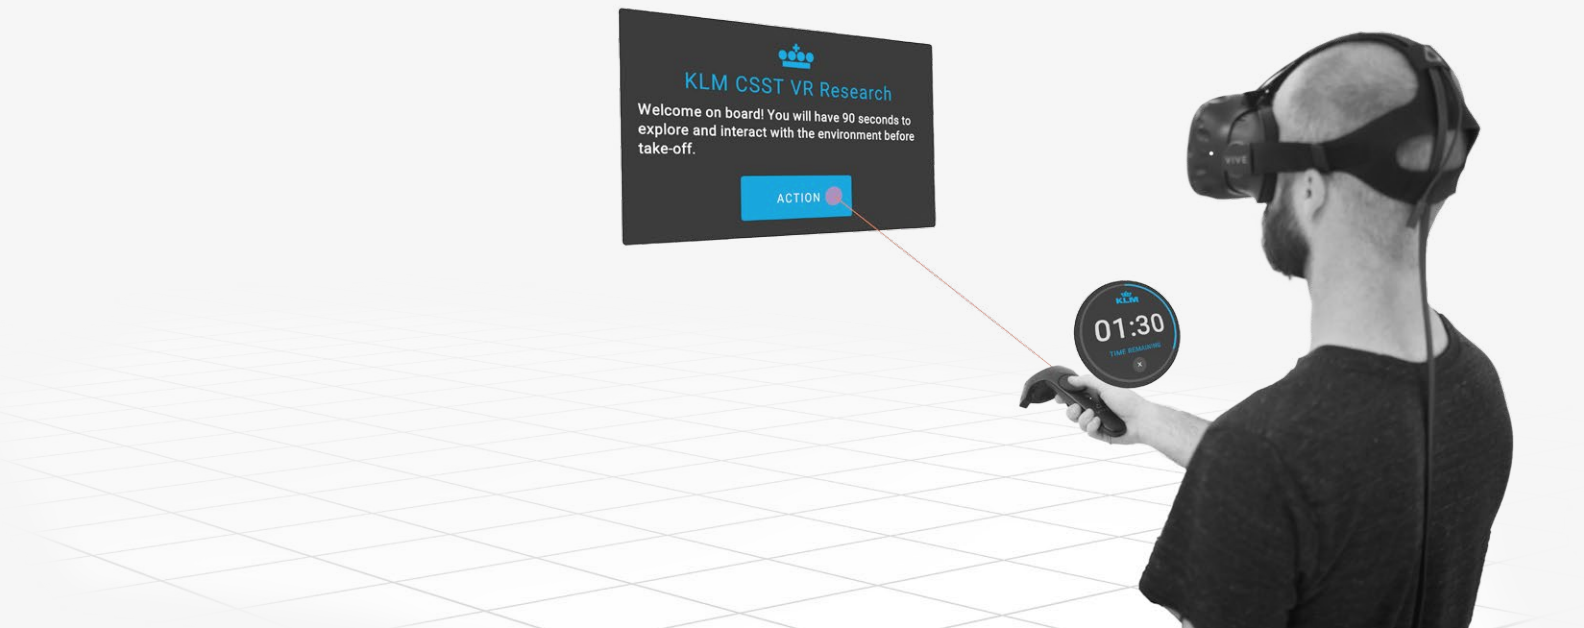 KLM CSST VR Research
Welcome on board! You will have 90 seconds to
explore and interact with the environment before
take-off.
ACTION
VIVE
KLM
01:30
TIME REMAINING
X